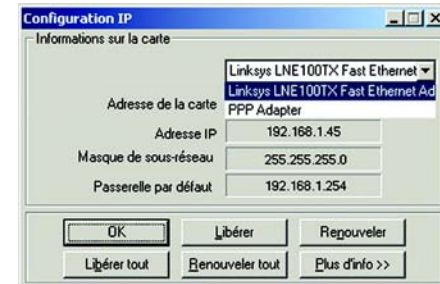 Configuration IP
Informations sur la carte
Linksys LNE100TX Fast Ethernet
Linksys LNE100TX Fast Ethernet Ad
Adresse de la carte
PPP Adapter
Adresse IP 192.168.1.45
Masque de sous-réseau 255.255.255.0
Passerelle par défaut 192.168.1.254
OK Libérer Renouveler
Libérer tout Renouveler tout Plus d'info >>